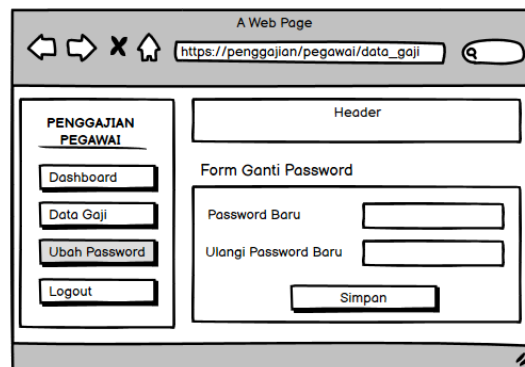 A Web Page
https://penggajian/pegawai/data_gaji
PENGGAJIAN
PEGAWAI
Dashboard
Data Gaji
Ubah Password
Logout
Header
Form Ganti Password
Password Baru
Ulangi Password Baru
Simpan